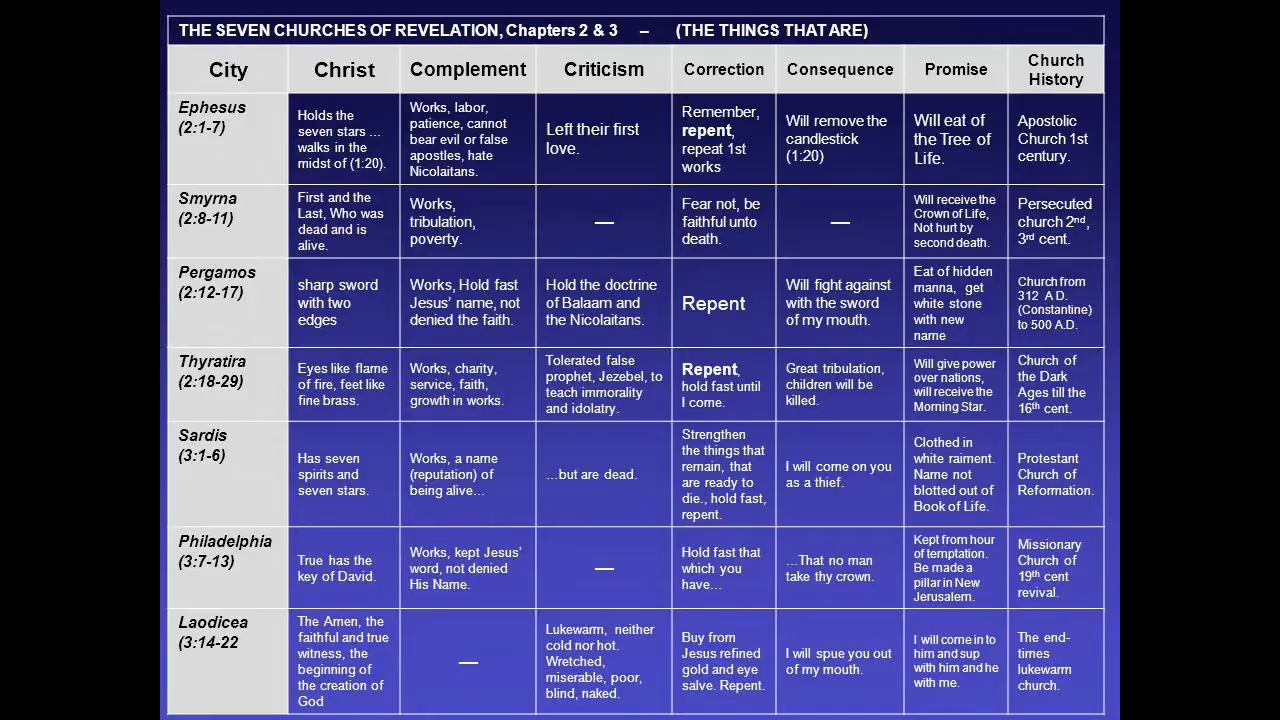 THE SEVEN CHURCHES OF REVELATION, Chapters 2 & 3 – (THE THINGS THAT ARE)
City
Christ
Complement
Criticism
Correction
Consequence
Promise
Church
History
Ephesus
(2:1-7)
Holds the
seven stars …
walks in the
midst of (1:20).
Works, labor,
patience, cannot
bear evil or false
apostles, hate
Nicolaitans.
Left their first
love.
Remember,
repent,
repeat 1st
works
Will remove the
candlestick
(1:20)
Will eat of
the Tree of
Life.
Apostolic
Church 1st
century.
Smyrna
(2:8-11)
First and the
Last, Who was
dead and is
alive.
Works,
tribulation,
poverty.
—
Fear not, be
faithful unto
death.
—
Will receive the
Crown of Life,
Not hurt by
second death.
Persecuted
church 2nd,
3rd cent.
Pergamos
(2:12-17)
sharp sword
with two
edges
Works, Hold fast
Jesus’ name, not
denied the faith.
Hold the doctrine
of Balaam and
the Nicolaitans.
Repent
Will fight against
with the sword
of my mouth.
Eat of hidden
manna, get
white stone
with new
name
Church from
312 A.D.
(Constantine)
to 500 A.D.
Thyratira
(2:18-29)
Eyes like flame
of fire, feet like
fine brass.
Works, charity,
service, faith,
growth in works.
Tolerated false
prophet, Jezebel, to
teach immorality
and idolatry.
Repent,
hold fast until
I come.
Great tribulation,
children will be
killed.
Will give power
over nations,
will receive the
Morning Star.
Church of
the Dark
Ages till the
16th cent.
Sardis
(3:1-6)
Has seven
spirits and
seven stars.
Works, a name
(reputation) of
being alive…
…but are dead.
Strengthen
the things that
remain, that
are ready to
die., hold fast,
repent.
I will come on you
as a thief.
Clothed in
white raiment.
Name not
blotted out of
Book of Life.
Protestant
Church of
Reformation.
Philadelphia
(3:7-13)
True has the
key of David.
Works, kept Jesus’
word, not denied
His Name.
—
Hold fast that
which you
have…
…That no man
take thy crown.
Kept from hour
of temptation.
Be made a
pillar in New
Jerusalem.
Missionary
Church of
19th cent
revival.
Laodicea
(3:14-22
The Amen, the
faithful and true
witness, the
beginning of
the creation of
God
—
Lukewarm, neither
cold nor hot.
Wretched,
miserable, poor,
blind, naked.
Buy from
Jesus refined
gold and eye
salve. Repent.
I will spue you out
of my mouth.
I will come in to
him and sup
with him and he
with me.
The end-
times
lukewarm
church.